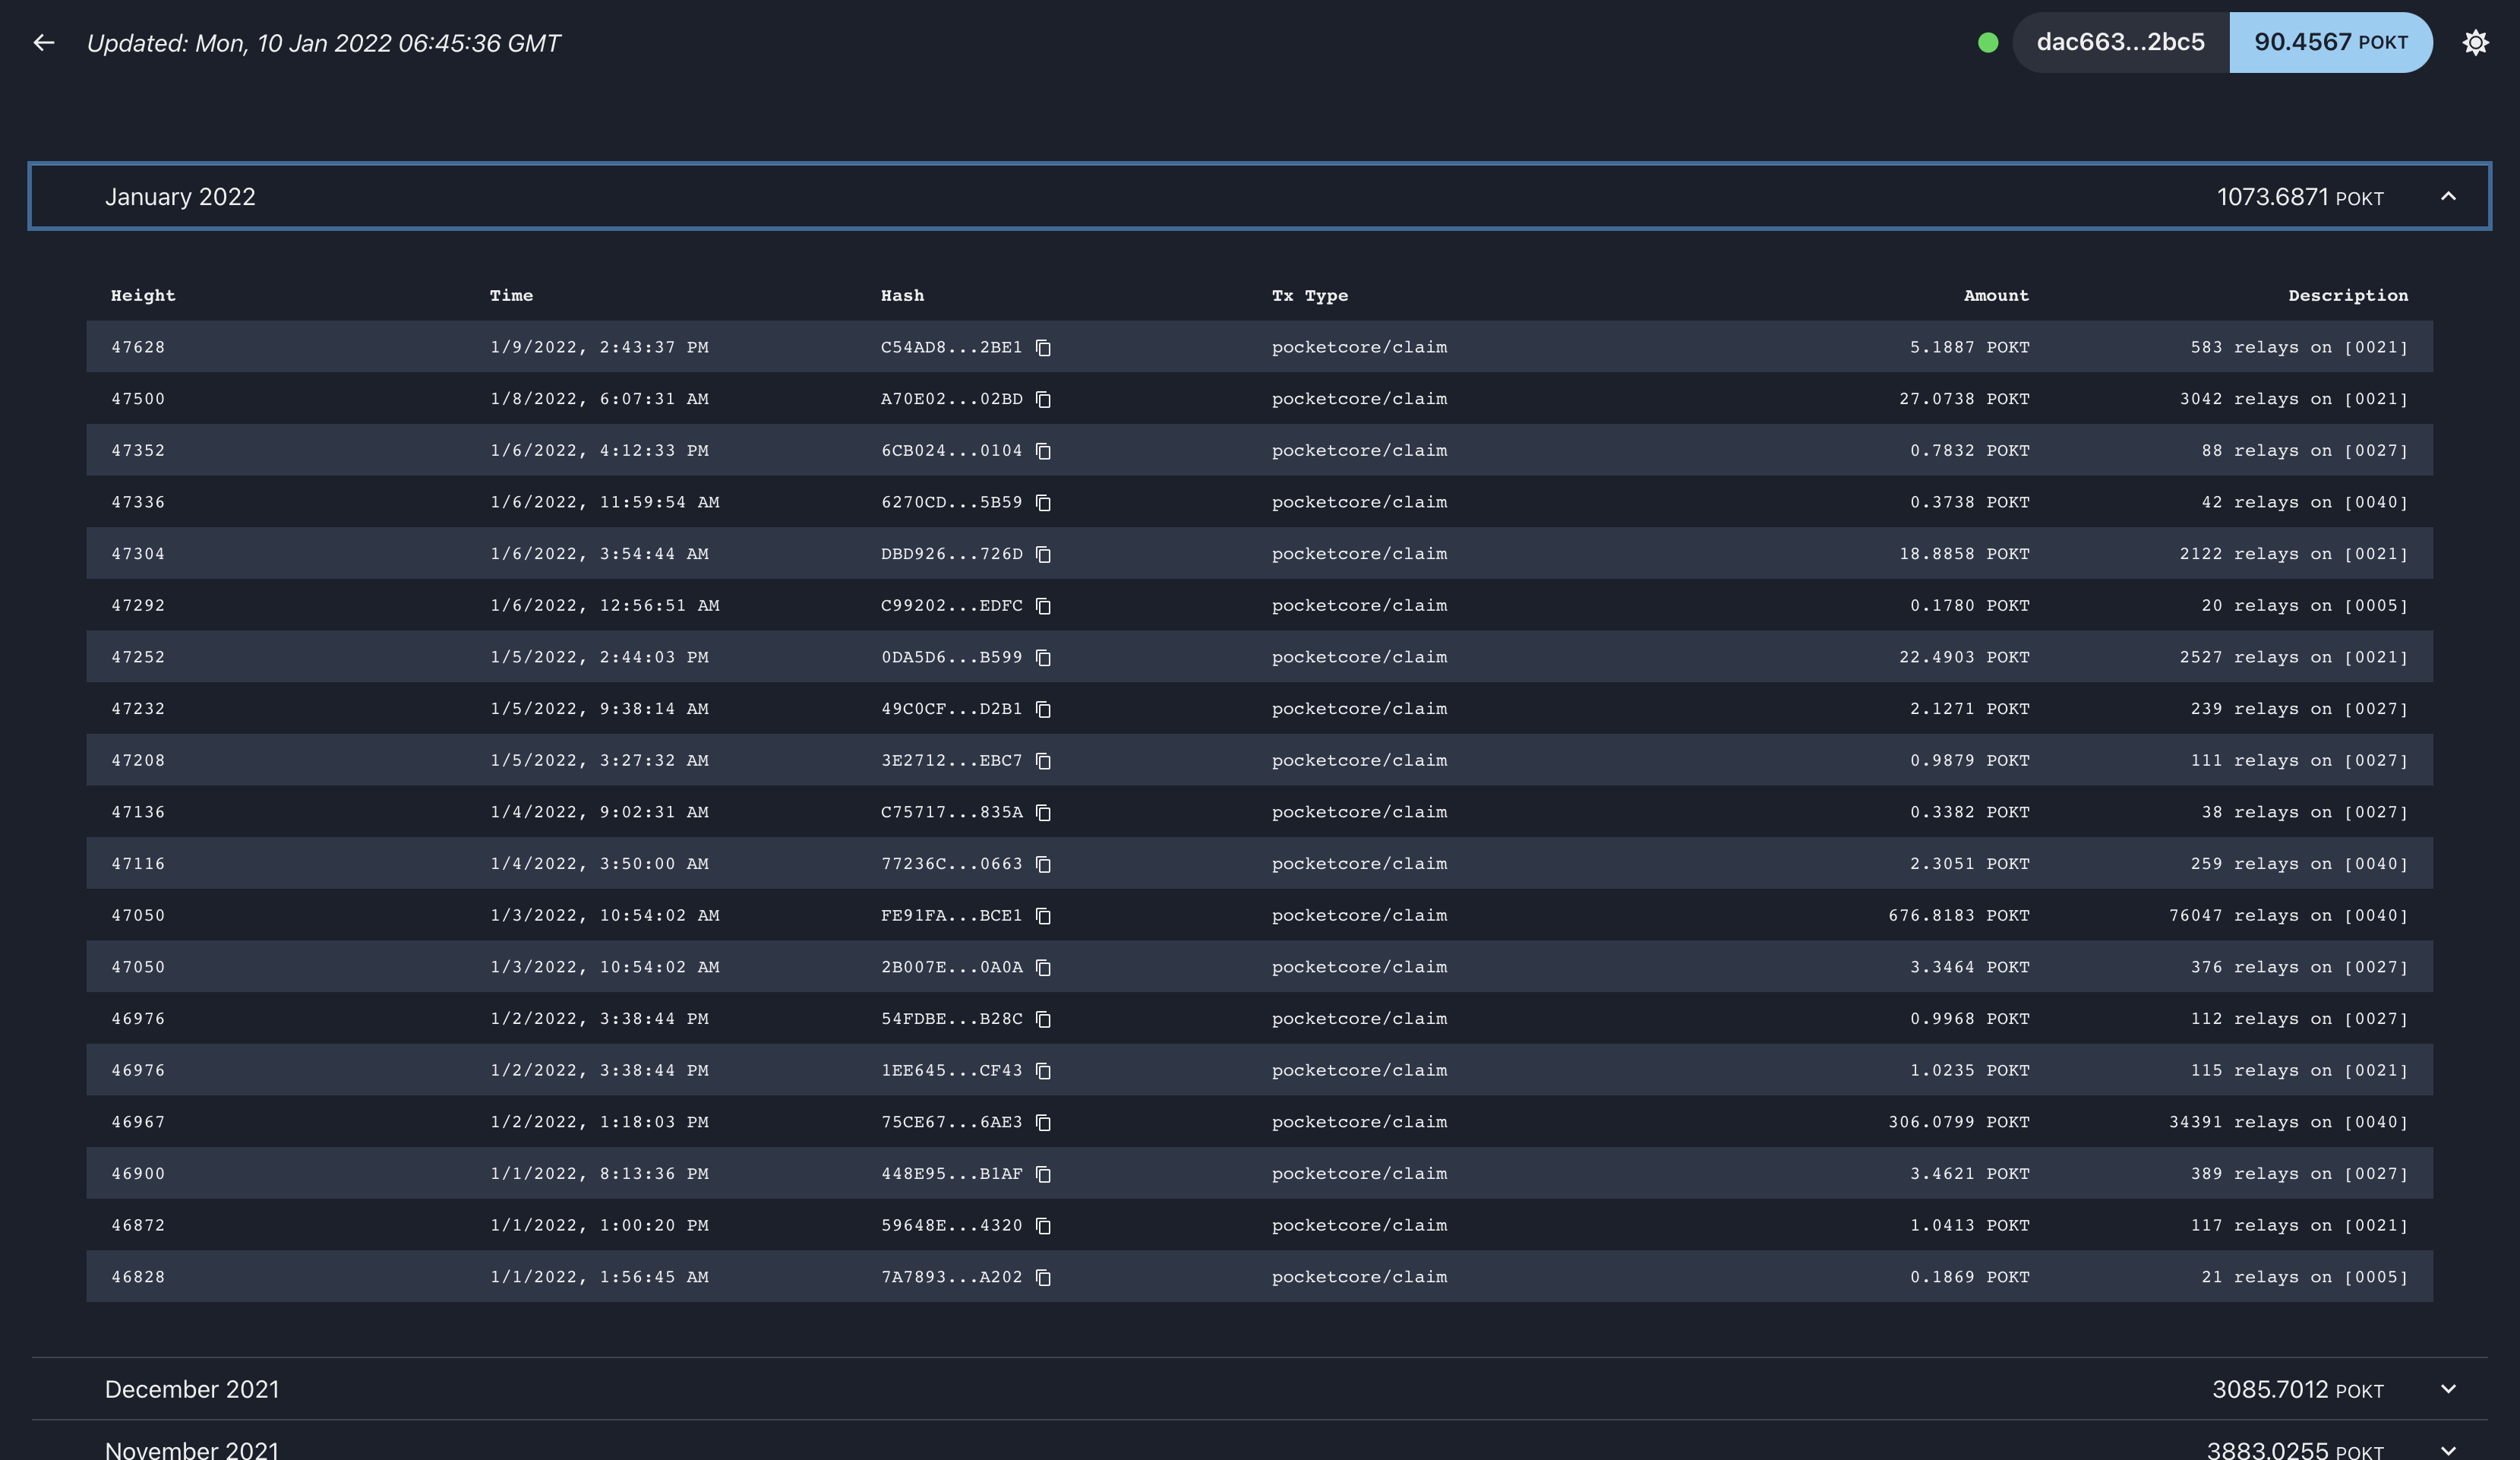 Updated: Mon, 10 Jan 2022 06:45:36 GMT dac663...2bc5 90.4567 POKT
January 2022 1073.6871 POKT
Height Time Hash Tx Type Amount Description
47628 1/9/2022, 2:43:37 PM C54AD8...2BE1 pocketcore/claim 5.1887 POKT 583 relays on [0021]
47500 1/8/2022, 6:07:31 AM A70E02...02BD pocketcore/claim 27.0738 POKT 3042 relays on [0021]
47352 1/6/2022, 4:12:33 PM 6CB024...0104 pocketcore/claim 0.7832 POKT 88 relays on [0027]
47336 1/6/2022, 11:59:54 AM 6270CD...5B59 pocketcore/claim 0.3738 POKT 42 relays on [0040]
47304 1/6/2022, 3:54:44 AM DBD926...726D pocketcore/claim 18.8858 POKT 2122 relays on [0021]
47292 1/6/2022, 12:56:51 AM C99202...EDFC pocketcore/claim 0.1780 POKT 20 relays on [0005]
47252 1/5/2022, 2:44:03 PM 0DA5D6...B599 pocketcore/claim 22.4903 POKT 2527 relays on [0021]
47232 1/5/2022, 9:38:14 AM 49C0CF...D2B1 pocketcore/claim 2.1271 POKT 239 relays on [0027]
47208 1/5/2022, 3:27:32 AM 3E2712...EBC7 pocketcore/claim 0.9879 POKT 111 relays on [0027]
47136 1/4/2022, 9:02:31 AM C75717...835A pocketcore/claim 0.3382 POKT 38 relays on [0027]
47116 1/4/2022, 3:50:00 AM 77236C...0663 pocketcore/claim 2.3051 POKT 259 relays on [0040]
47050 1/3/2022, 10:54:02 AM FE91FA...BCE1 pocketcore/claim 676.8183 POKT 76047 relays on [0040]
47050 1/3/2022, 10:54:02 AM 2B007E...0A0A pocketcore/claim 3.3464 POKT 376 relays on [0027]
46976 1/2/2022, 3:38:44 PM 54FDBE...B28C pocketcore/claim 0.9968 POKT 112 relays on [0027]
46976 1/2/2022, 3:38:44 PM 1EE645...CF43 pocketcore/claim 1.0235 POKT 115 relays on [0021]
46967 1/2/2022, 1:18:03 PM 75CE67...6AE3 pocketcore/claim 306.0799 POKT 34391 relays on [0040]
46900 1/1/2022, 8:13:36 PM 448E95...B1AF pocketcore/claim 3.4621 POKT 389 relays on [0027]
46872 1/1/2022, 1:00:20 PM 59648E...4320 pocketcore/claim 1.0413 POKT 117 relays on [0021]
46828 1/1/2022, 1:56:45 AM 7A7893...A202 pocketcore/claim 0.1869 POKT 21 relays on [0005]
December 2021 3085.7012 POKT
November 2021 3883.0255 POKT